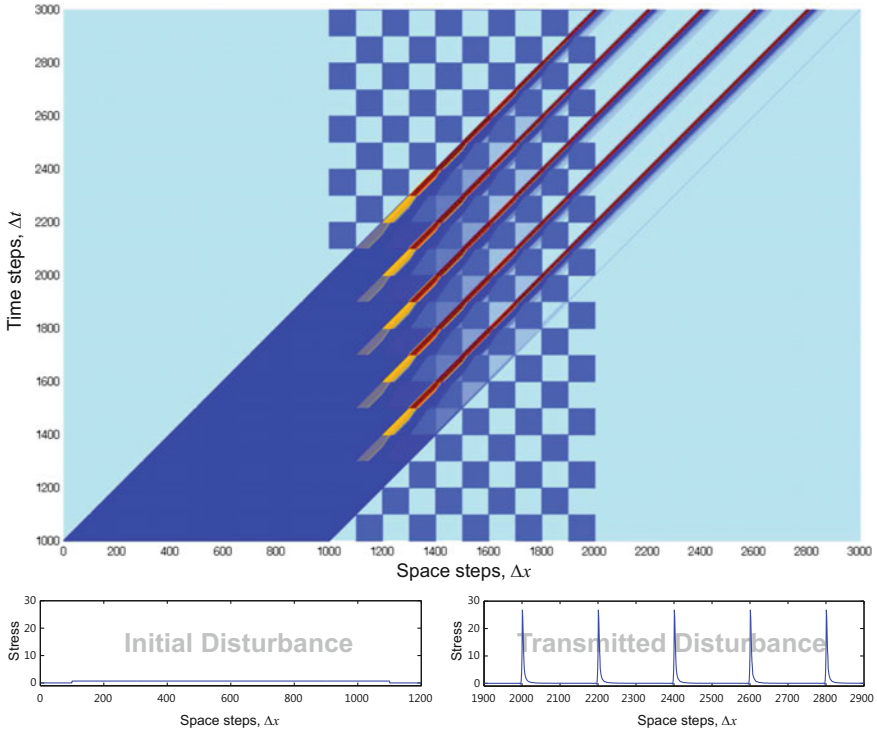 3000
2800
2600
2400
2200
2000
1800
1600
1400
1200
1000
Time steps, Δt
0 200 400 600 800 1000 1200 1400 1600 1800 2000 2200 2400 2600 2800 3000
Space steps, Δx
30
20
10
0
Stress
Initial Disturbance
0 200 400 600 800 1000 1200
Space steps, Δx
30
20
10
0
Stress
Transmitted Disturbance
1900 2000 2100 2200 2300 2400 2500 2600 2700 2800 2900
Space steps, Δx